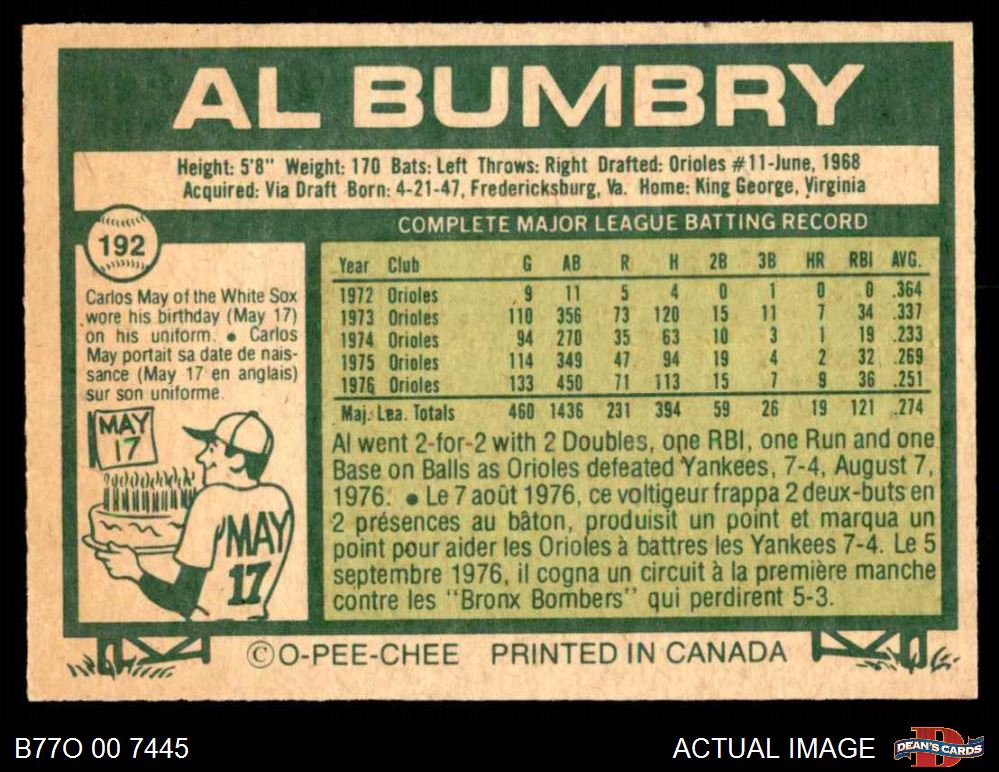 AL BUMBRY
Height: 5'8" Weight: 170 Bats: Left Throws: Right Drafted: Orioles #11-June, 1968
Acquired: Via Draft Born: 4-21-47, Fredericksburg, Va. Home: King George, Virginia
192
Carlos May of the White Sox
wore his birthday (May 17)
on his uniform. • Carlos
May portait sa date de nais-
sance (May 17 en anglais)
sur son uniforme.
MAY
17
MAY
17
COMPLETE MAJOR LEAGUE BATTING RECORD
Year Club G AB R H 2B 3B HR RBI AVG.
1972 Orioles 9 11 5 4 0 1 0 0 .364
1973 Orioles 110 356 73 120 15 11 7 34 .337
1974 Orioles 94 270 35 63 10 3 1 19 .233
1975 Orioles 114 349 47 94 19 4 2 32 .269
1976 Orioles 133 450 71 113 15 7 9 36 .251
Maj. Lea. Totals 460 1436 231 394 59 26 19 121 .274
Al went 2-for-2 with 2 Doubles, one RBI, one Run and one
Base on Balls as Orioles defeated Yankees, 7-4, August 7,
1976. • Le 7 août 1976, ce voltigeur frappa 2 deux-buts en
2 présences au bâton, produisit un point et marqua un
point pour aider les Orioles à battres les Yankees 7-4. Le 5
septembre 1976, il cogna un circuit à la première manche
contre les "Bronx Bombers" qui perdirent 5-3.
©O-PEE-CHEE PRINTED IN CANADA
B77O 00 7445
ACTUAL IMAGE
DEAN'S CARDS